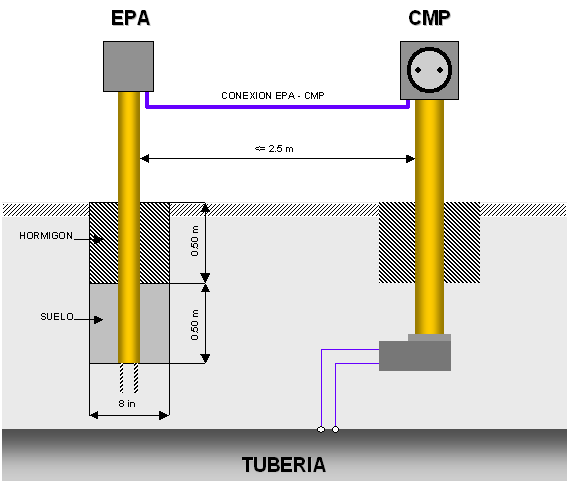 EPA
CMP
CONEXION EPA - CMP
<= 2.5 m
HORMIGON
0.50 m
SUELO
0.50 m
8 in
TUBERIA